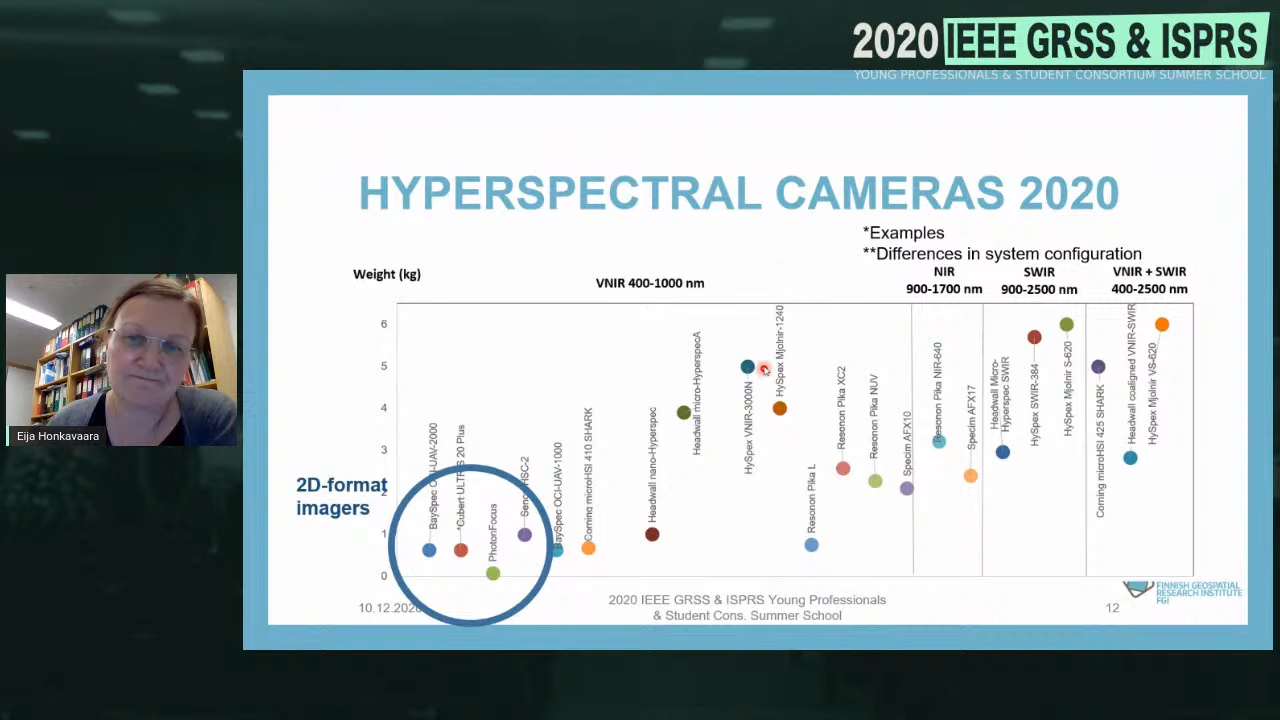 2020 IEEE GRSS & ISPRS
YOUNG PROFESSIONALS & STUDENT CONSORTIUM SUMMER SCHOOL
HYPERSPECTRAL CAMERAS 2020
*Examples
**Differences in system configuration
Weight (kg)
VNIR 400-1000 nm
NIR
900-1700 nm
SWIR
900-2500 nm
VNIR + SWIR
400-2500 nm
6
5
4
3
1
0
BaySpec OCI-UAV-2000
*Cubert ULTRIS 20 Plus
PhotonFocus
Senop HSC-2
BaySpec OCI-UAV-1000
Corning microHSI 410 SHARK
Headwall nano-Hyperspec
Headwall micro-HyperspecA
HySpex VNIR-3000N
HySpex Mjolnir-1240
Resonon Pika L
Resonon Pika XC2
Resonon Pika NUV
Specim AFX10
Resonon Pika NIR-640
Specim AFX17
Headwall Micro-
Hyperspec SWIR
HySpex SWIR-384
HySpex Mjolnir S-620
Corning microHSI 425 SHARK
Headwall coaligned VNIR-SWIR
HySpex Mjolnir VS-620
2D-format
imagers
Eija Honkavaara
10.12.2020
2020 IEEE GRSS & ISPRS Young Professionals
& Student Cons. Summer School
12
FINNISH GEOSPATIAL
RESEARCH INSTITUTE
FGI